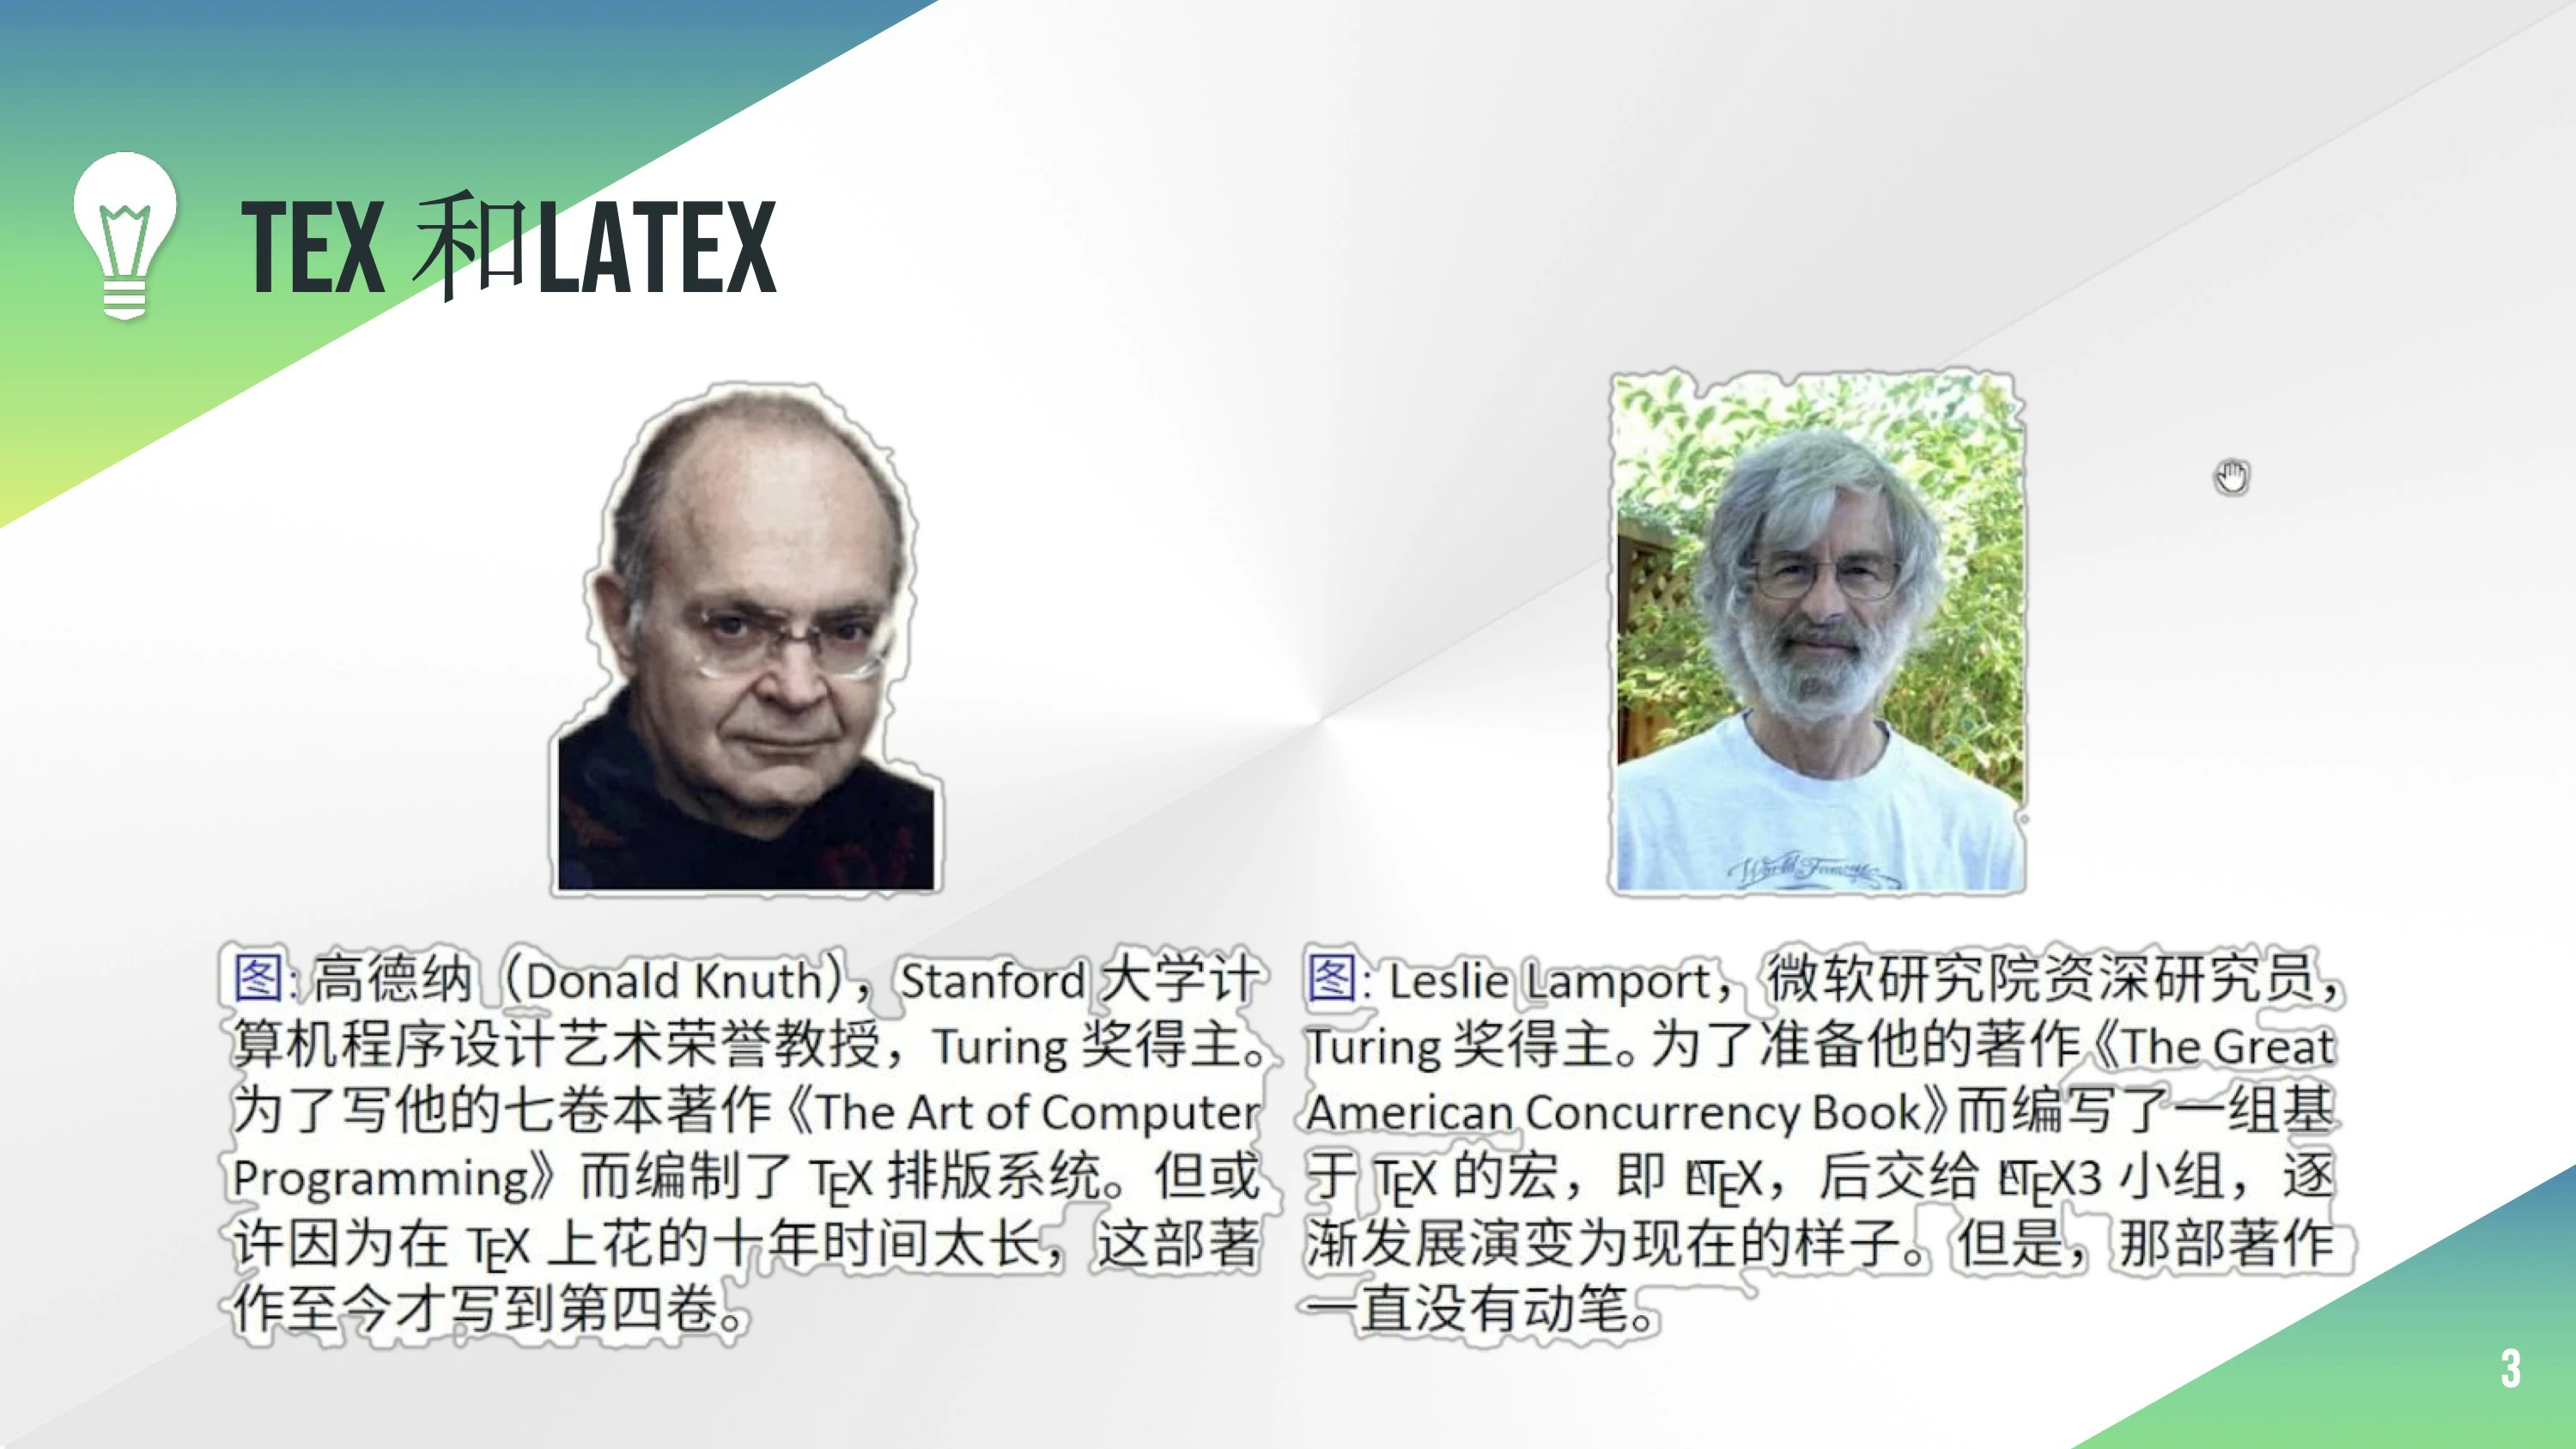 TEX 和LATEX
World Famous
图: 高德纳（Donald Knuth），Stanford 大学计
算机程序设计艺术荣誉教授，Turing 奖得主。
为了写他的七卷本著作《The Art of Computer
Programming》而编制了 TEX 排版系统。但或
许因为在 TEX 上花的十年时间太长，这部著
作至今才写到第四卷。
图: Leslie Lamport，微软研究院资深研究员，
Turing 奖得主。为了准备他的著作《The Great
American Concurrency Book》而编写了一组基
于 TEX 的宏，即 LATEX，后交给 LATEX3 小组，逐
渐发展演变为现在的样子。但是，那部著作
一直没有动笔。
3